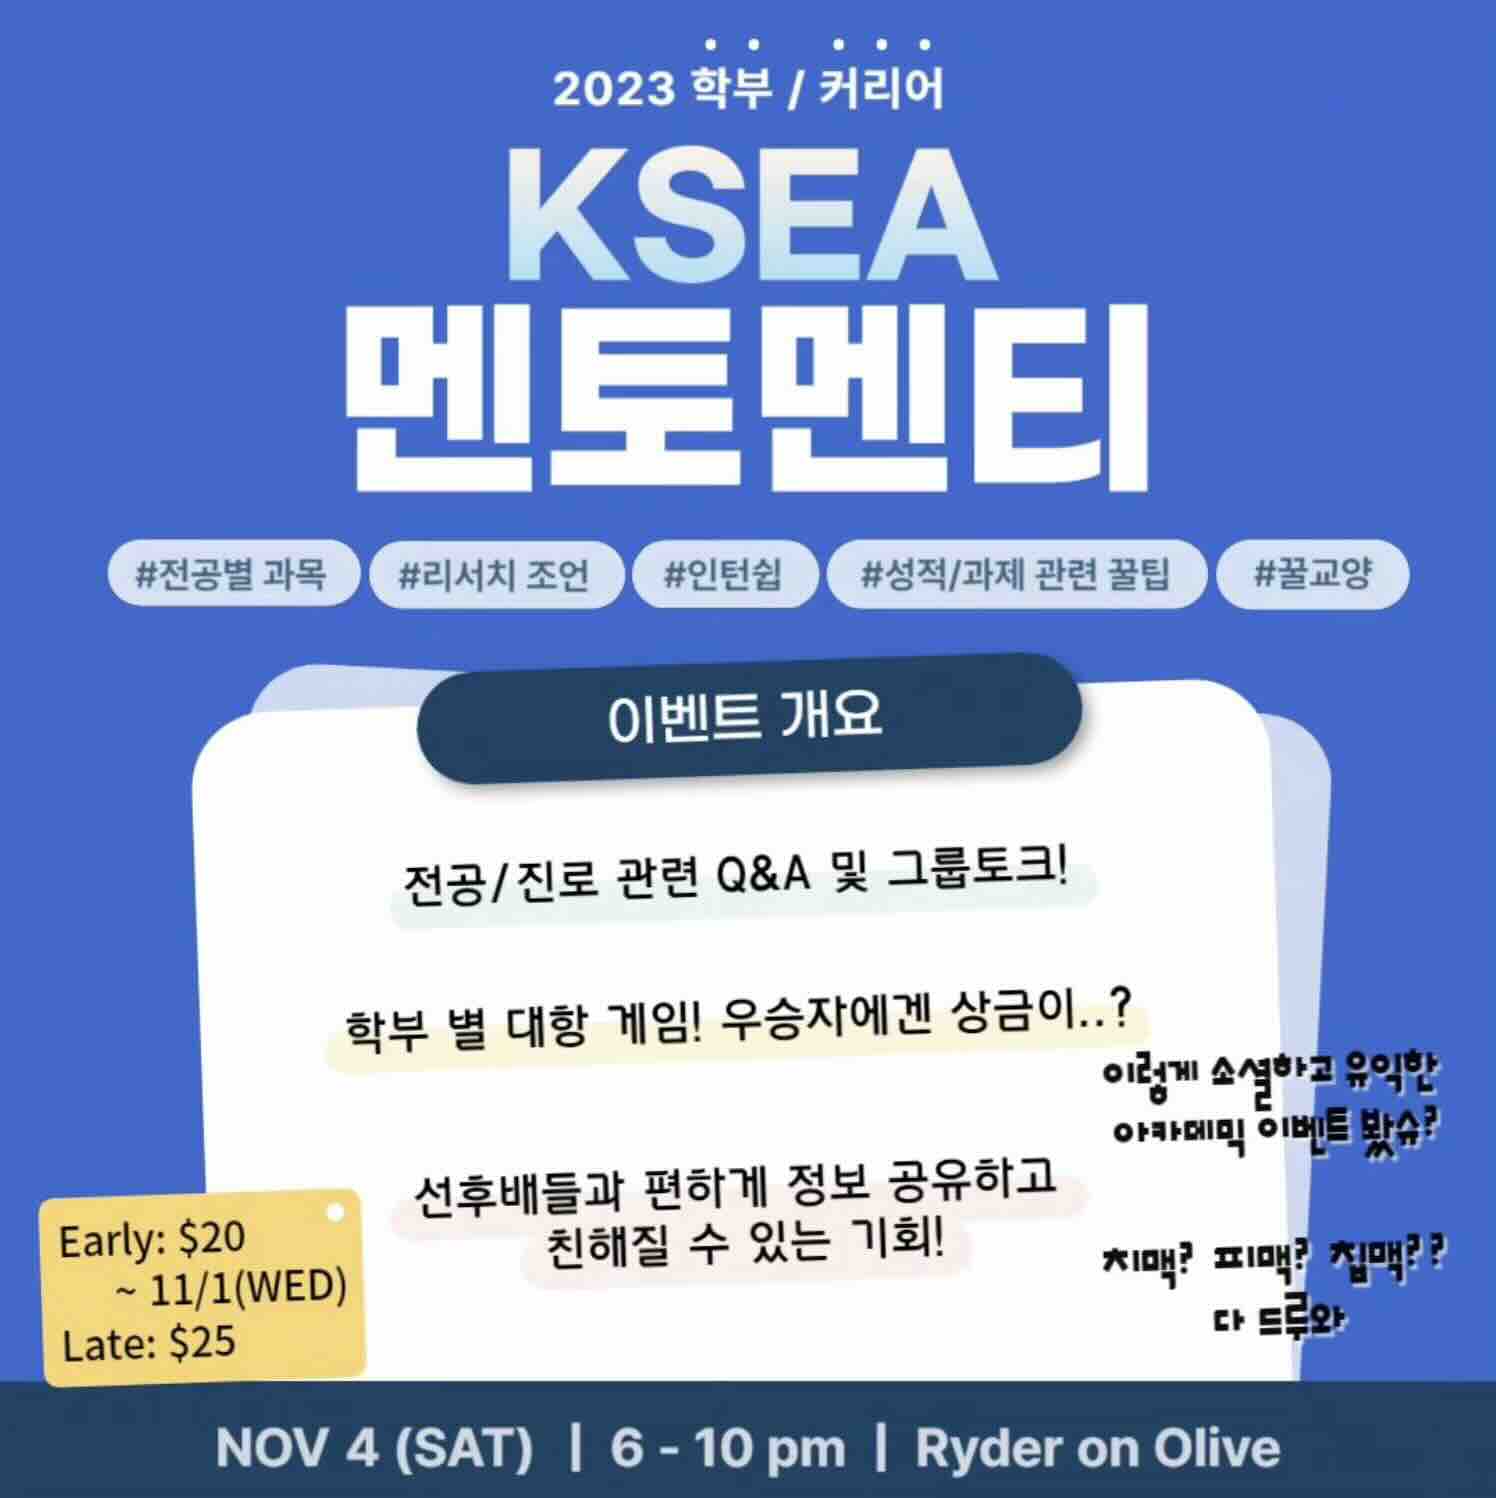 2023 학부 / 커리어
KSEA
멘토멘티
#전공별 과목 #리서치 조언 #인턴쉽 #성적/과제 관련 꿀팁 #꿀교양
이벤트 개요
전공/진로 관련 Q&A 및 그룹토크!
학부 별 대항 게임! 우승자에겐 상금이..?
이렇게 소셜하고 유익한
아카데믹 이벤트 봤슈?
선후배들과 편하게 정보 공유하고
친해질 수 있는 기회!
치맥? 피맥? 칩맥??
다 드루와
Early: $20
~ 11/1(WED)
Late: $25
NOV 4 (SAT) | 6 - 10 pm | Ryder on Olive